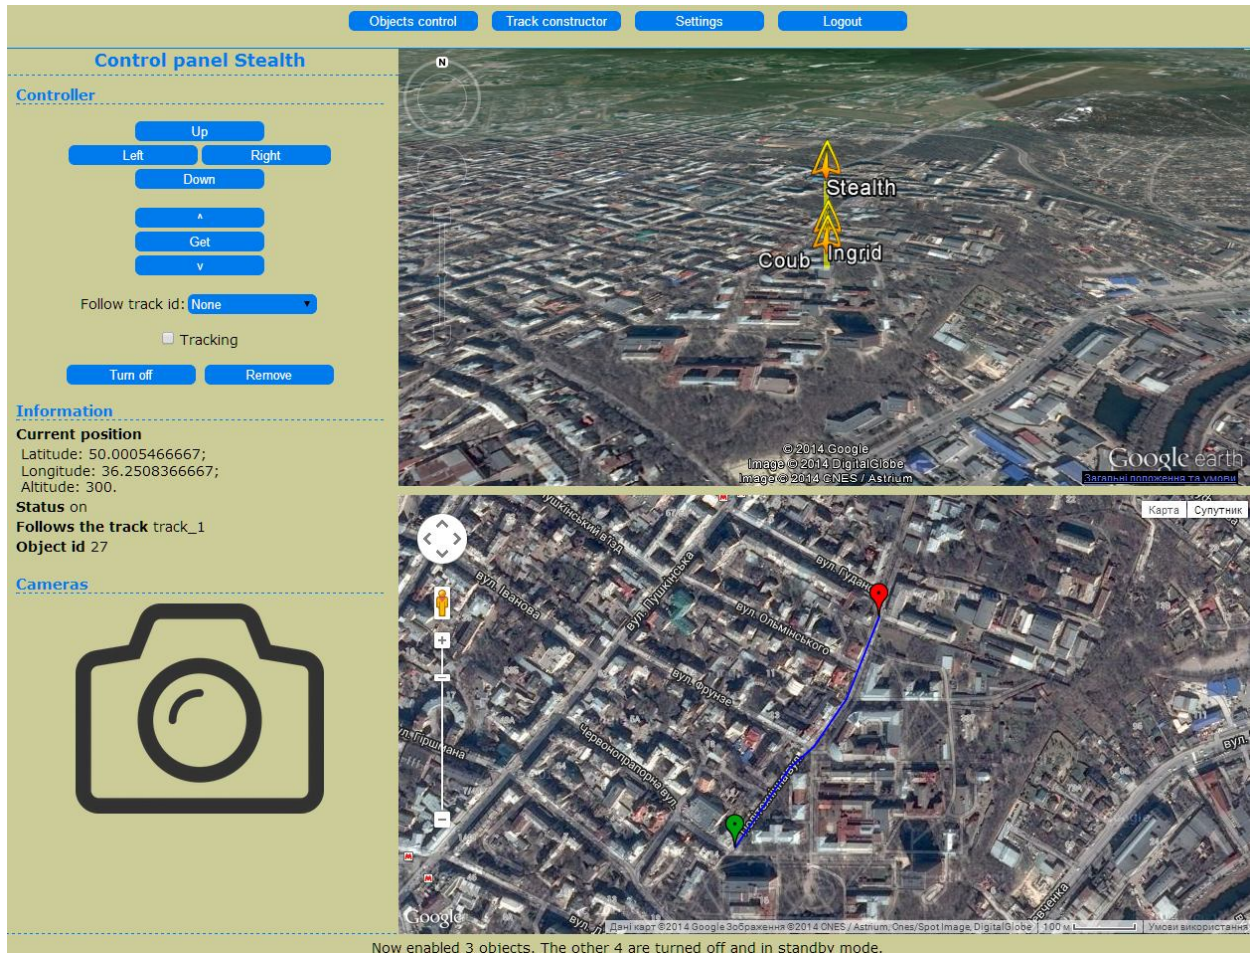 Objects control
Track constructor
Settings
Logout
Control panel Stealth
Controller
Up
Left
Right
Down
^
Get
v
Follow track id: None
Tracking
Turn off
Remove
Information
Current position
Latitude: 50.0005466667;
Longitude: 36.2508366667;
Altitude: 300.
Status on
Follows the track track_1
Object id 27
Cameras
N
Stealth
Coub
Ingrid
© 2014 Google
Image © 2014 DigitalGlobe
Image © 2014 CNES / Astrium
Google earth
Загальні положення та умови
Карта
Супутник
вул. Пушкінська
вул. Іванова
вул. Ольмінського
вул. Фрунзе
Червонопрапорна вул.
Google
Дані карт ©2014 Google Зображення ©2014 CNES / Astrium, Cnes/Spot Image, DigitalGlobe
100 м
Умови використання
Now enabled 3 objects. The other 4 are turned off and in standby mode.